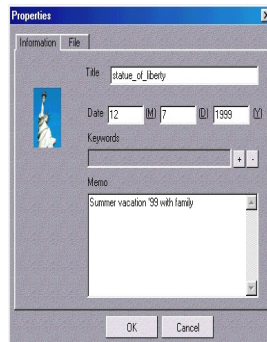 Properties
Information File
Title statue_of_liberty
Date 12 (M) 7 (D) 1999 (Y)
Keywords
+ -
Memo
Summer vacation '99 with family
OK Cancel